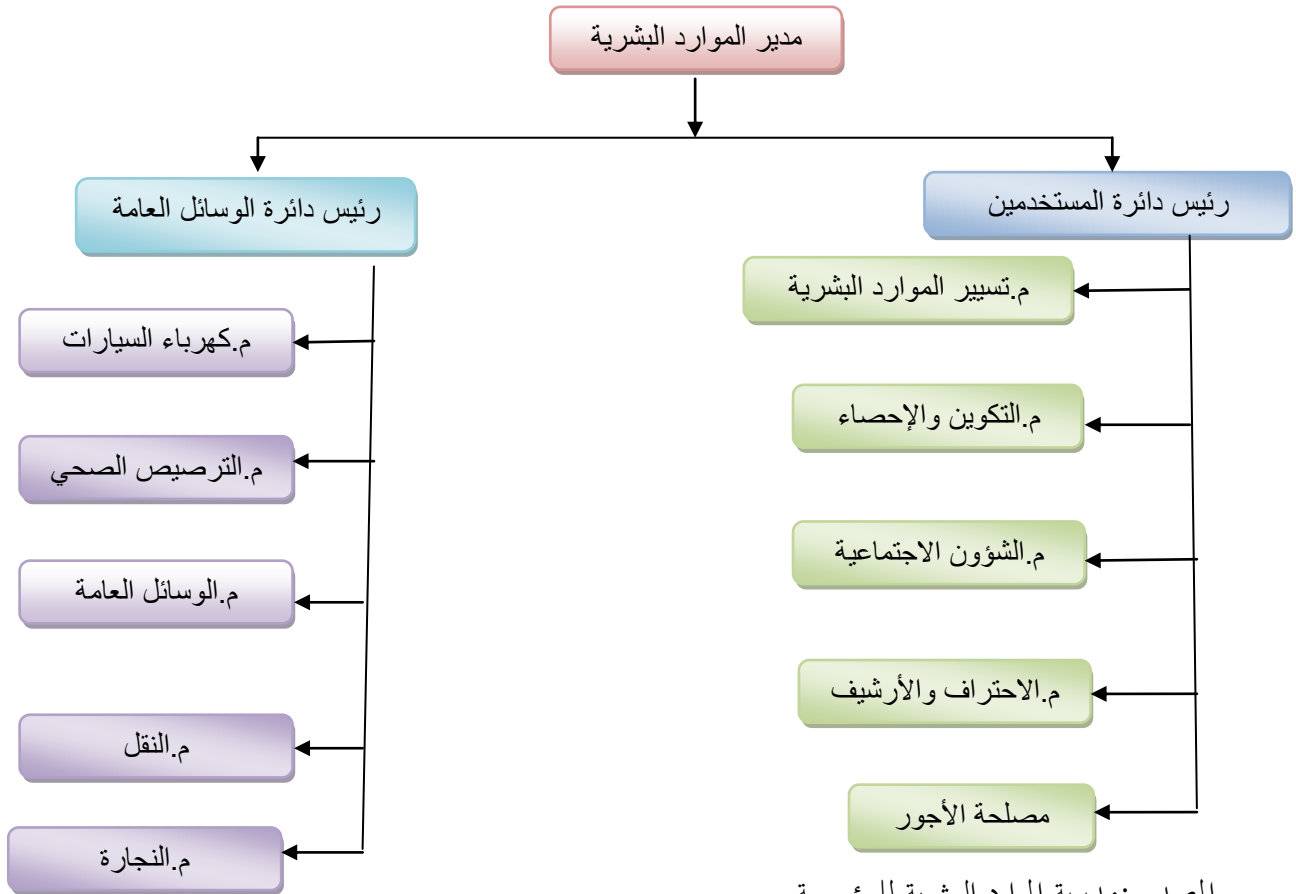 مدير الموارد البشرية
رئيس دائرة المستخدمين
رئيس دائرة الوسائل العامة
م.تسيير الموارد البشرية
م.التكوين والإحصاء
م.الشؤون الاجتماعية
م.الاحتراف والأرشيف
مصلحة الأجور
م.كهرباء السيارات
م.الترصيص الصحي
م.الوسائل العامة
م.النقل
م.النجارة